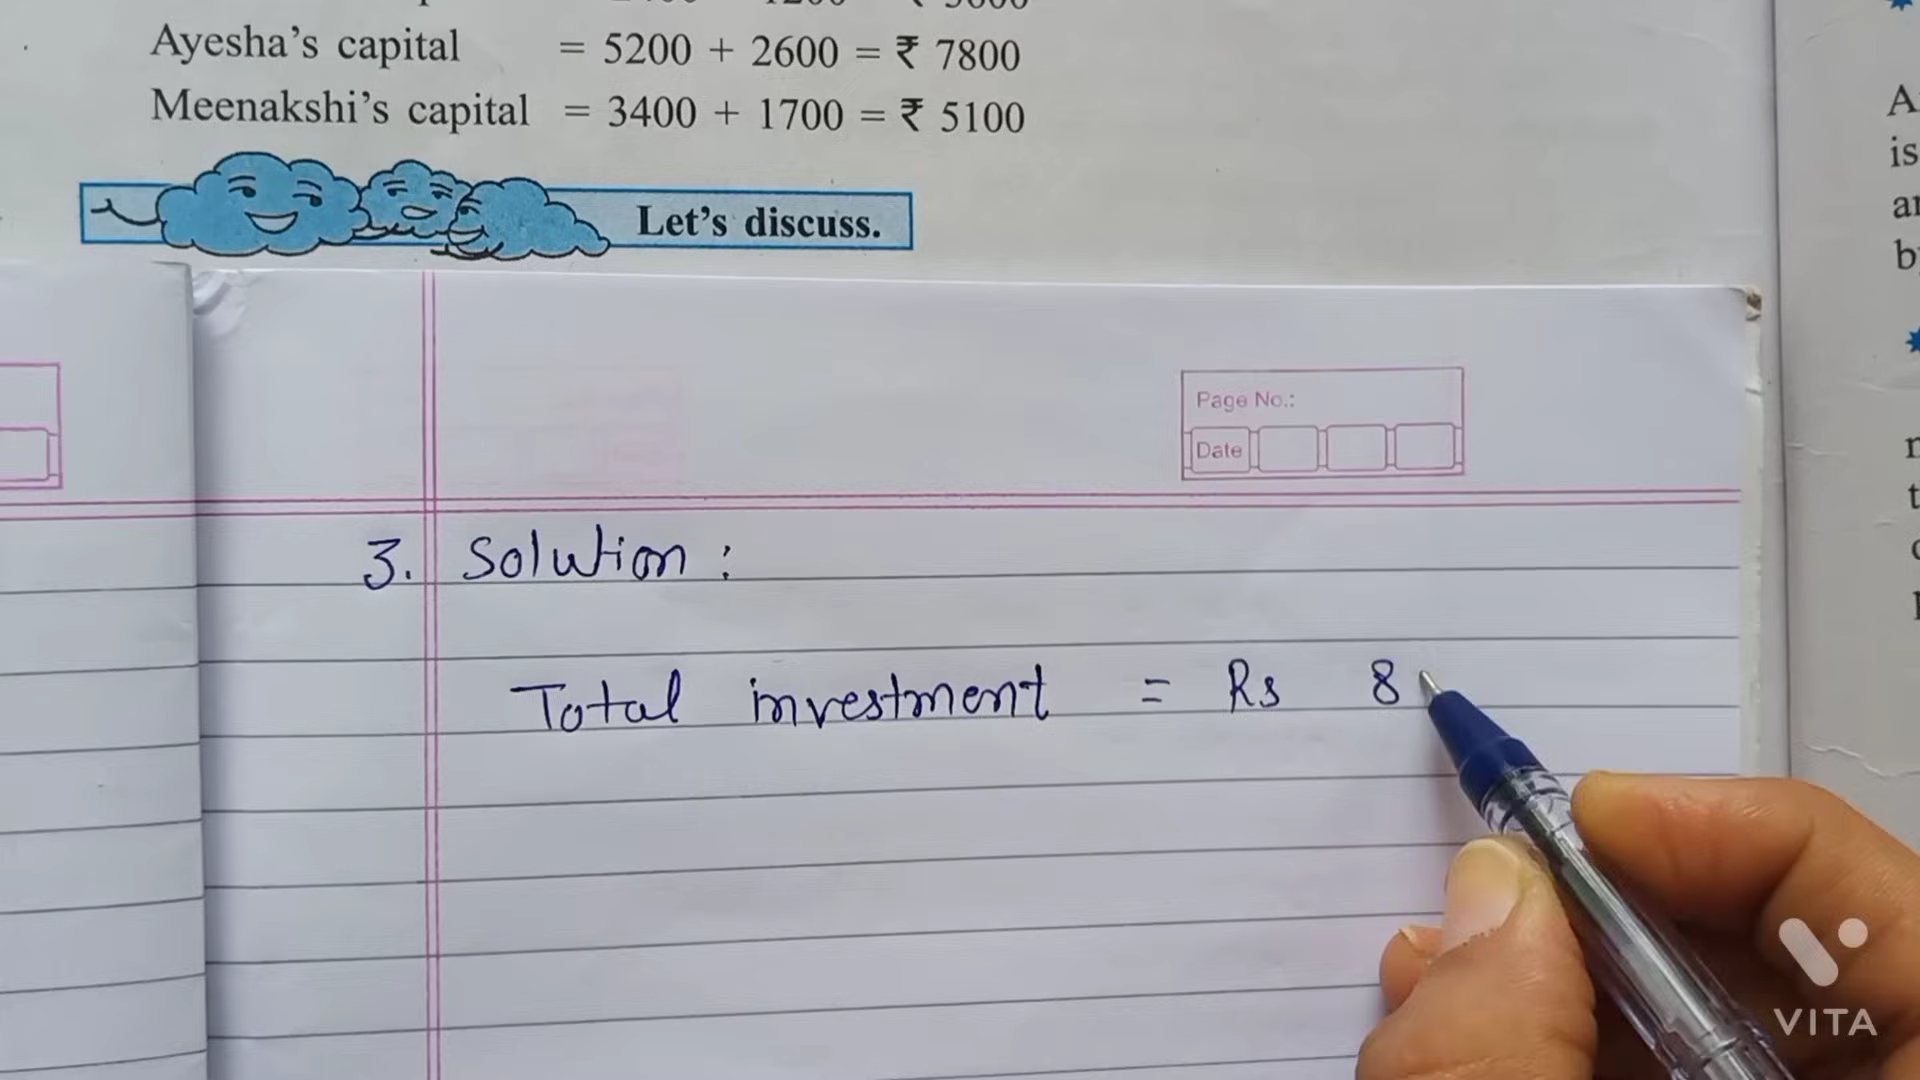 Ayesha's capital = 5200 + 2600 = ₹ 7800
Meenakshi's capital = 3400 + 1700 = ₹ 5100
Let's discuss.
Page No.:
Date
3. Solution :
Total investment = Rs 8
VITA